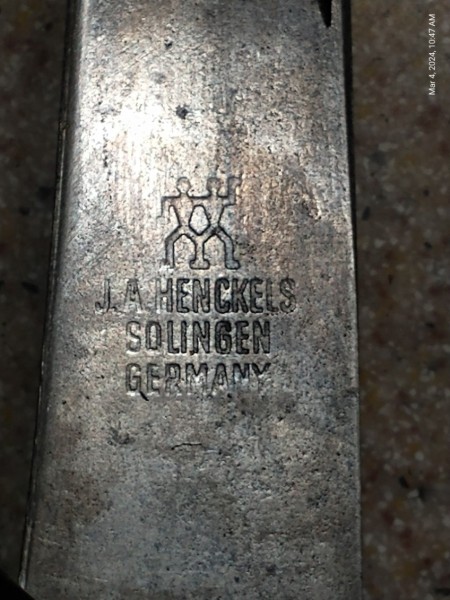 Mar 4, 2024, 10:47 AM
J.A.HENCKELS
SOLINGEN
GERMANY